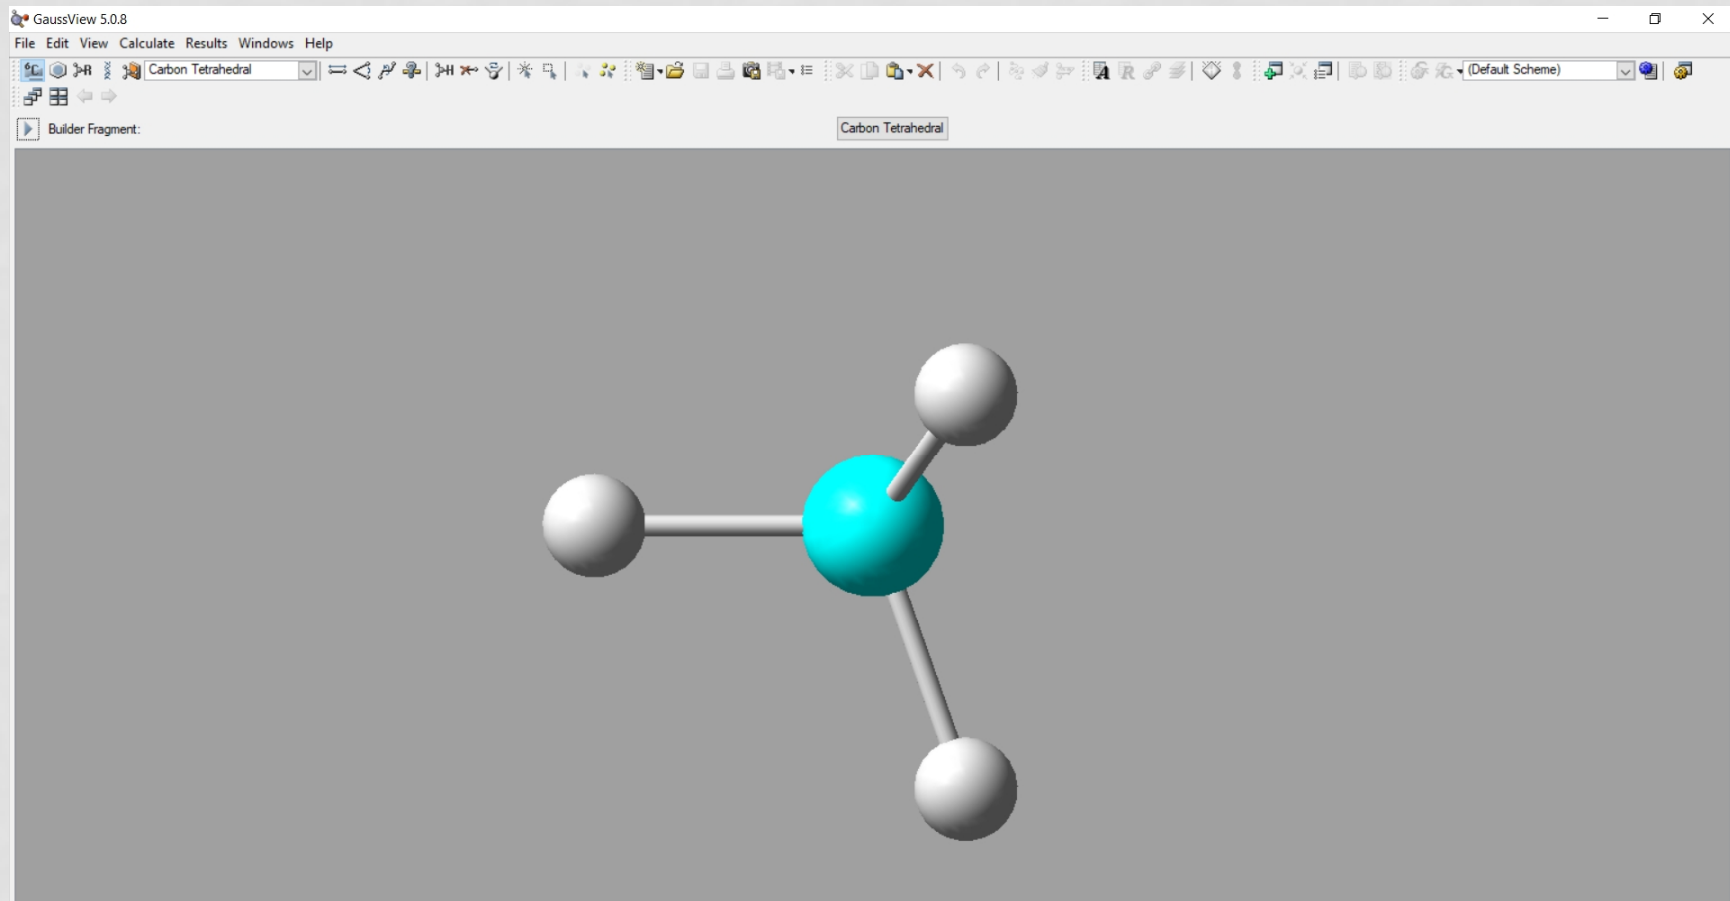 GaussView 5.0.8
File Edit View Calculate Results Windows Help
Carbon Tetrahedral
(Default Scheme)
Builder Fragment:
Carbon Tetrahedral